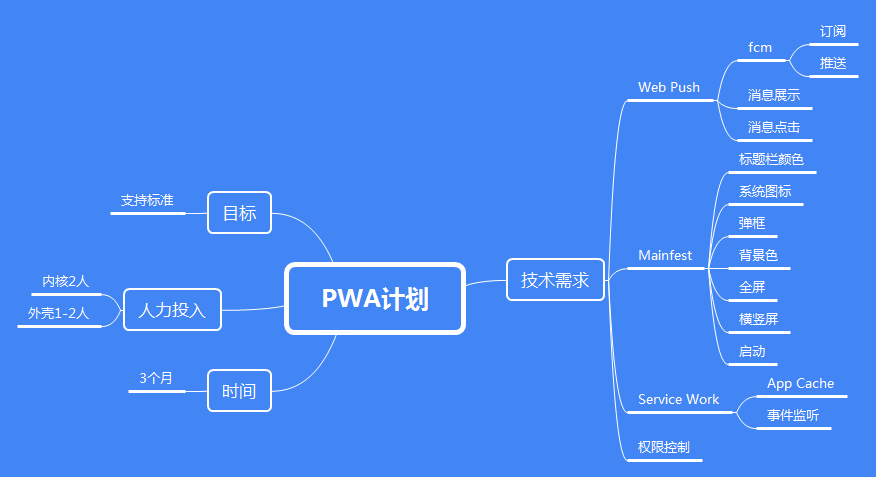 PWA计划
目标
支持标准
人力投入
内核2人
外壳1-2人
时间
3个月
技术需求
Web Push
fcm
订阅
推送
消息展示
消息点击
Mainfest
标题栏颜色
系统图标
弹框
背景色
全屏
横竖屏
启动
Service Work
App Cache
事件监听
权限控制